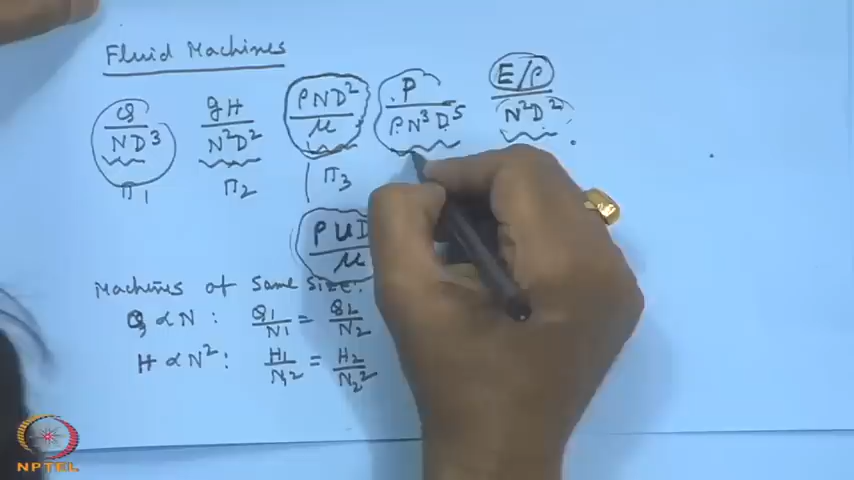 Fluid Machines
Q/ND³ gH/N²D² ρND²/μ P/ρN³D⁵ E/ρ/N²D²
π₁ π₂ π₃
ρUD/μ
Machines of Same Size:
Q ∝ N : Q₁/N₁ = Q₂/N₂
H ∝ N² : H₁/N₁² = H₂/N₂²
NPTEL